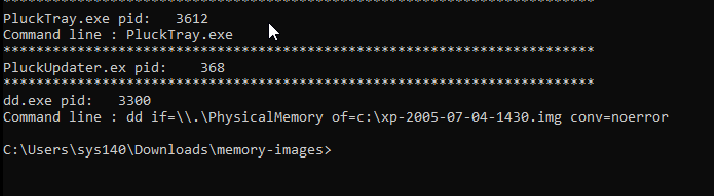 ************************************************************************
PluckTray.exe pid:   3612
Command line : PluckTray.exe
************************************************************************
PluckUpdater.ex pid:    368
************************************************************************
dd.exe pid:   3300
Command line : dd if=\\.\PhysicalMemory of=c:\xp-2005-07-04-1430.img conv=noerror
C:\Users\sys140\Downloads\memory-images>